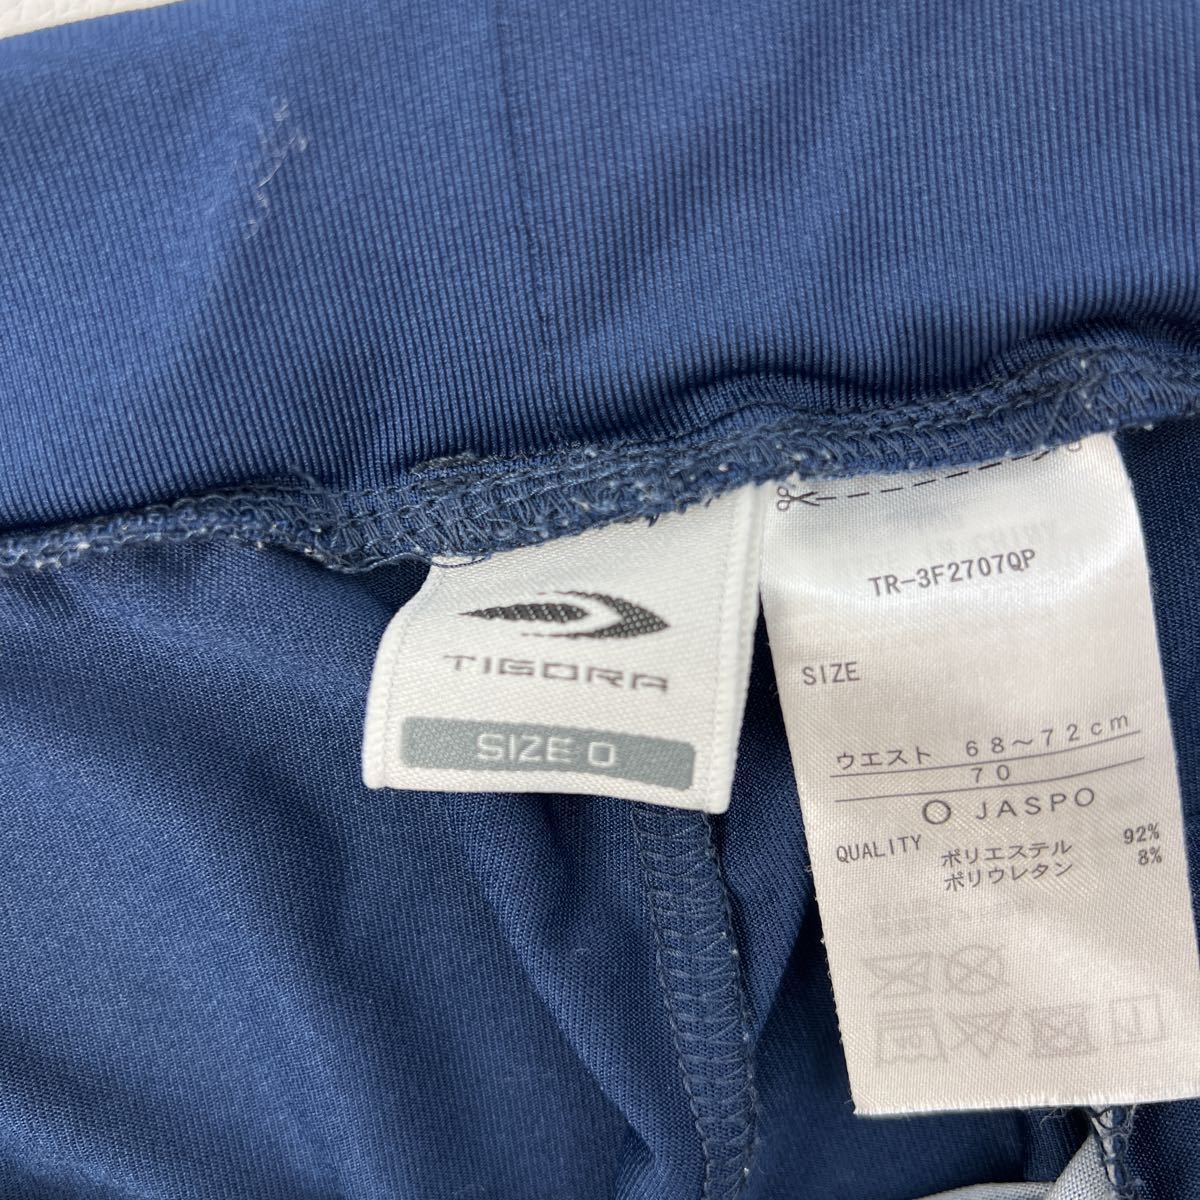 TIGORA
SIZE O
TR-3F2707QP
SIZE
ウエスト 68〜72cm
70
○ JASPO
QUALITY ポリエステル 92%
ポリウレタン 8%